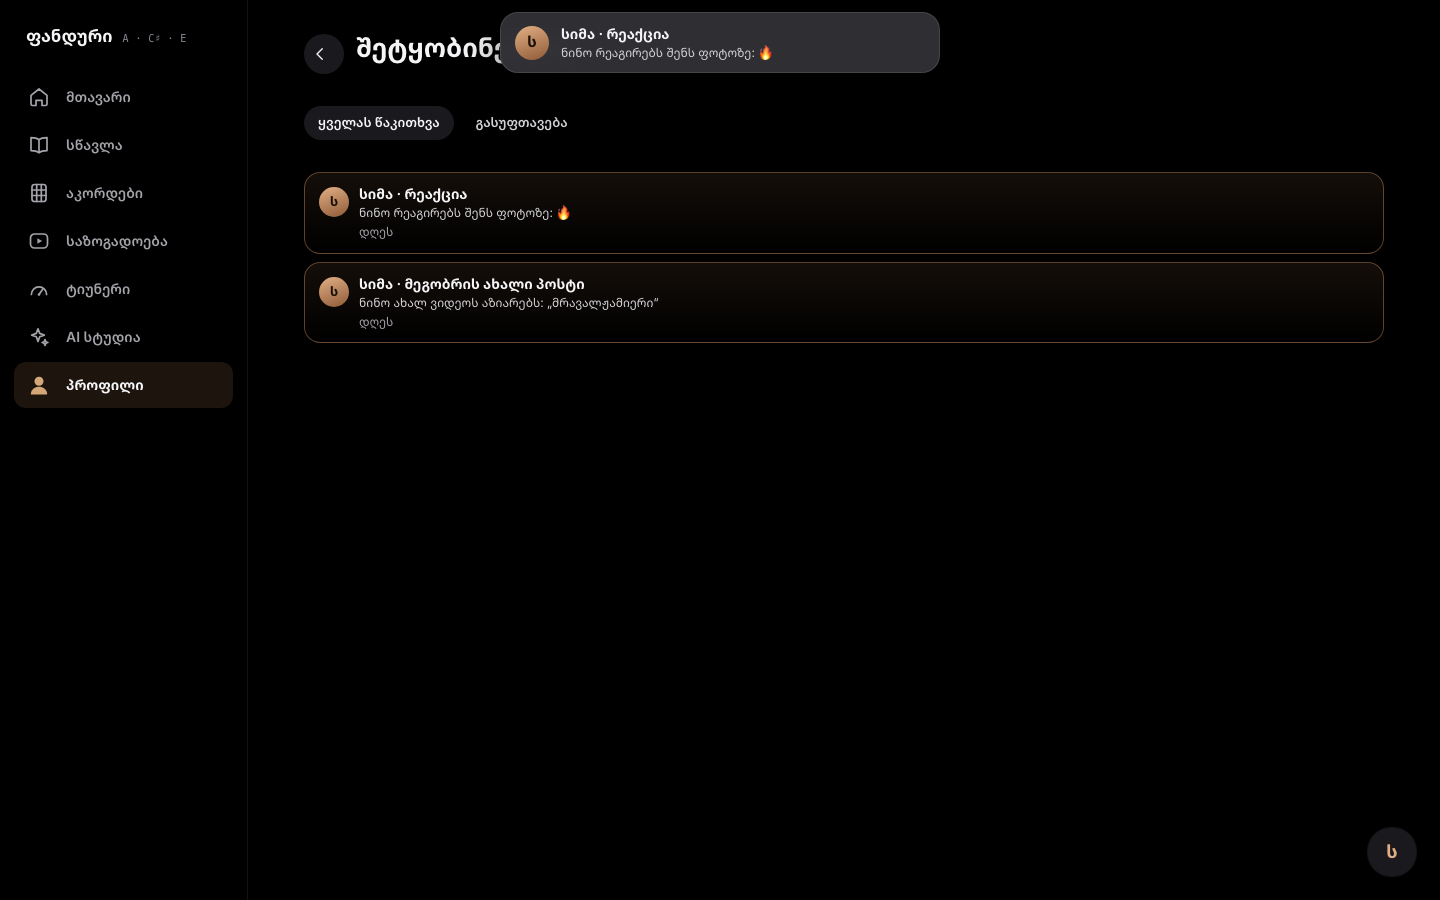 ფანდური A · C♯ · E
მთავარი
სწავლა
აკორდები
საზოგადოება
ტიუნერი
AI სტუდია
პროფილი
ს
სიმა · რეაქცია
ნინო რეაგირებს შენს ფოტოზე: 🔥
ყველას წაკითხვა
გასუფთავება
ს
სიმა · რეაქცია
ნინო რეაგირებს შენს ფოტოზე: 🔥
დღეს
ს
სიმა · მეგობრის ახალი პოსტი
ნინო ახალ ვიდეოს აზიარებს: „მრავალჟამიერი“
დღეს
ს